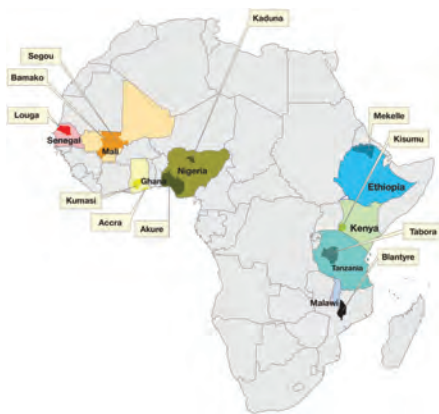 Kaduna
Segou
Bamako
Louga
Senegal
Mali
Nigeria
Ghana
Kumasi
Accra
Akure
Mekelle
Kisumu
Ethiopia
Kenya
Tabora
Tanzania
Blantyre
Malawi